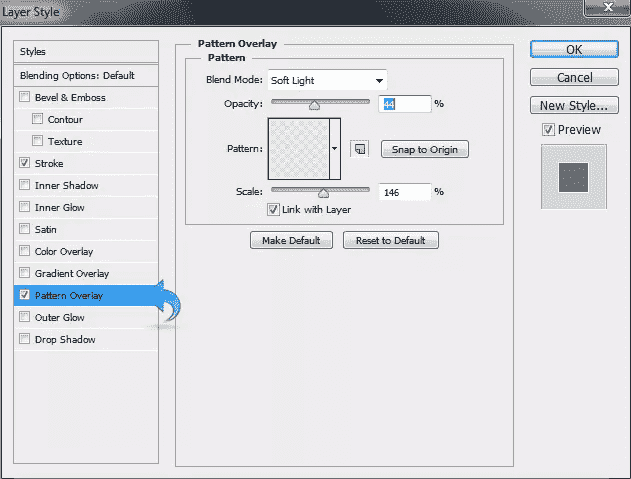 Layer Style
X
Styles
Blending Options: Default
Bevel & Emboss
Contour
Texture
Stroke
Inner Shadow
Inner Glow
Satin
Color Overlay
Gradient Overlay
Pattern Overlay
Outer Glow
Drop Shadow
Pattern Overlay
Pattern
Blend Mode: Soft Light
Opacity: 44 %
Pattern: Snap to Origin
Scale: 146 %
Link with Layer
Make Default Reset to Default
OK
Cancel
New Style...
Preview